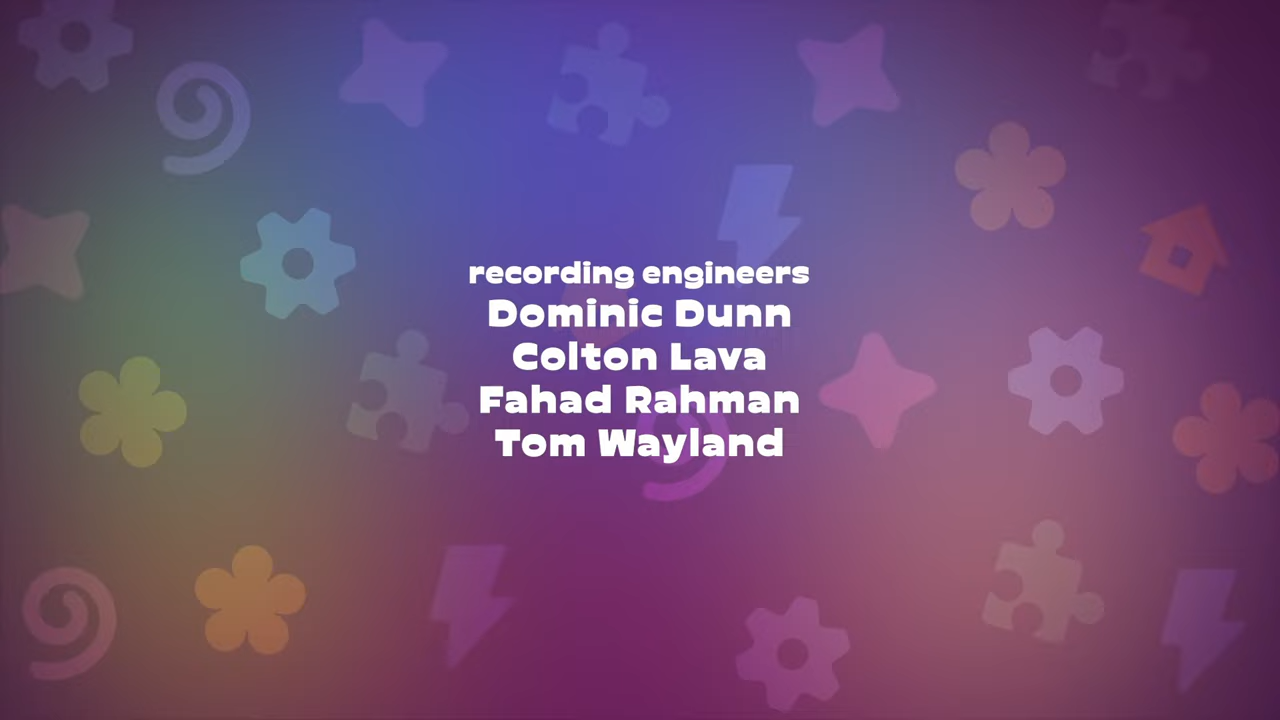 recording engineers
Dominic Dunn
Colton Lava
Fahad Rahman
Tom Wayland